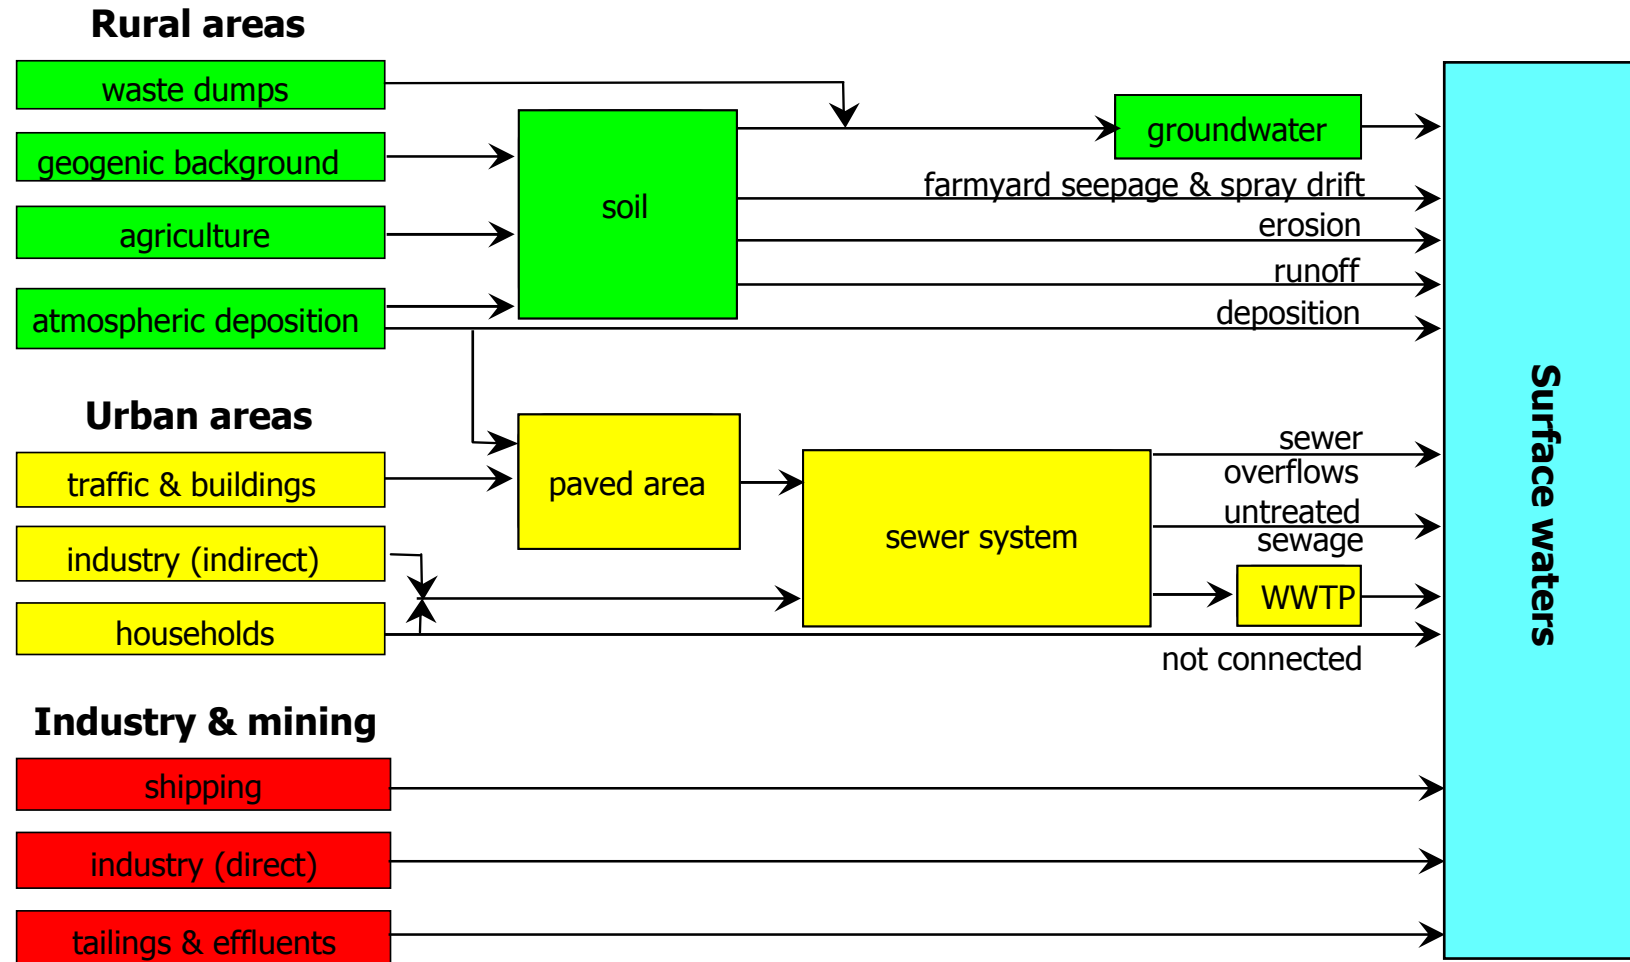 Rural areas
waste dumps
geogenic background
agriculture
atmospheric deposition
soil
groundwater
farmyard seepage & spray drift
erosion
runoff
deposition
Urban areas
traffic & buildings
industry (indirect)
households
paved area
sewer system
sewer
overflows
untreated
sewage
WWTP
not connected
Industry & mining
shipping
industry (direct)
tailings & effluents
Surface waters